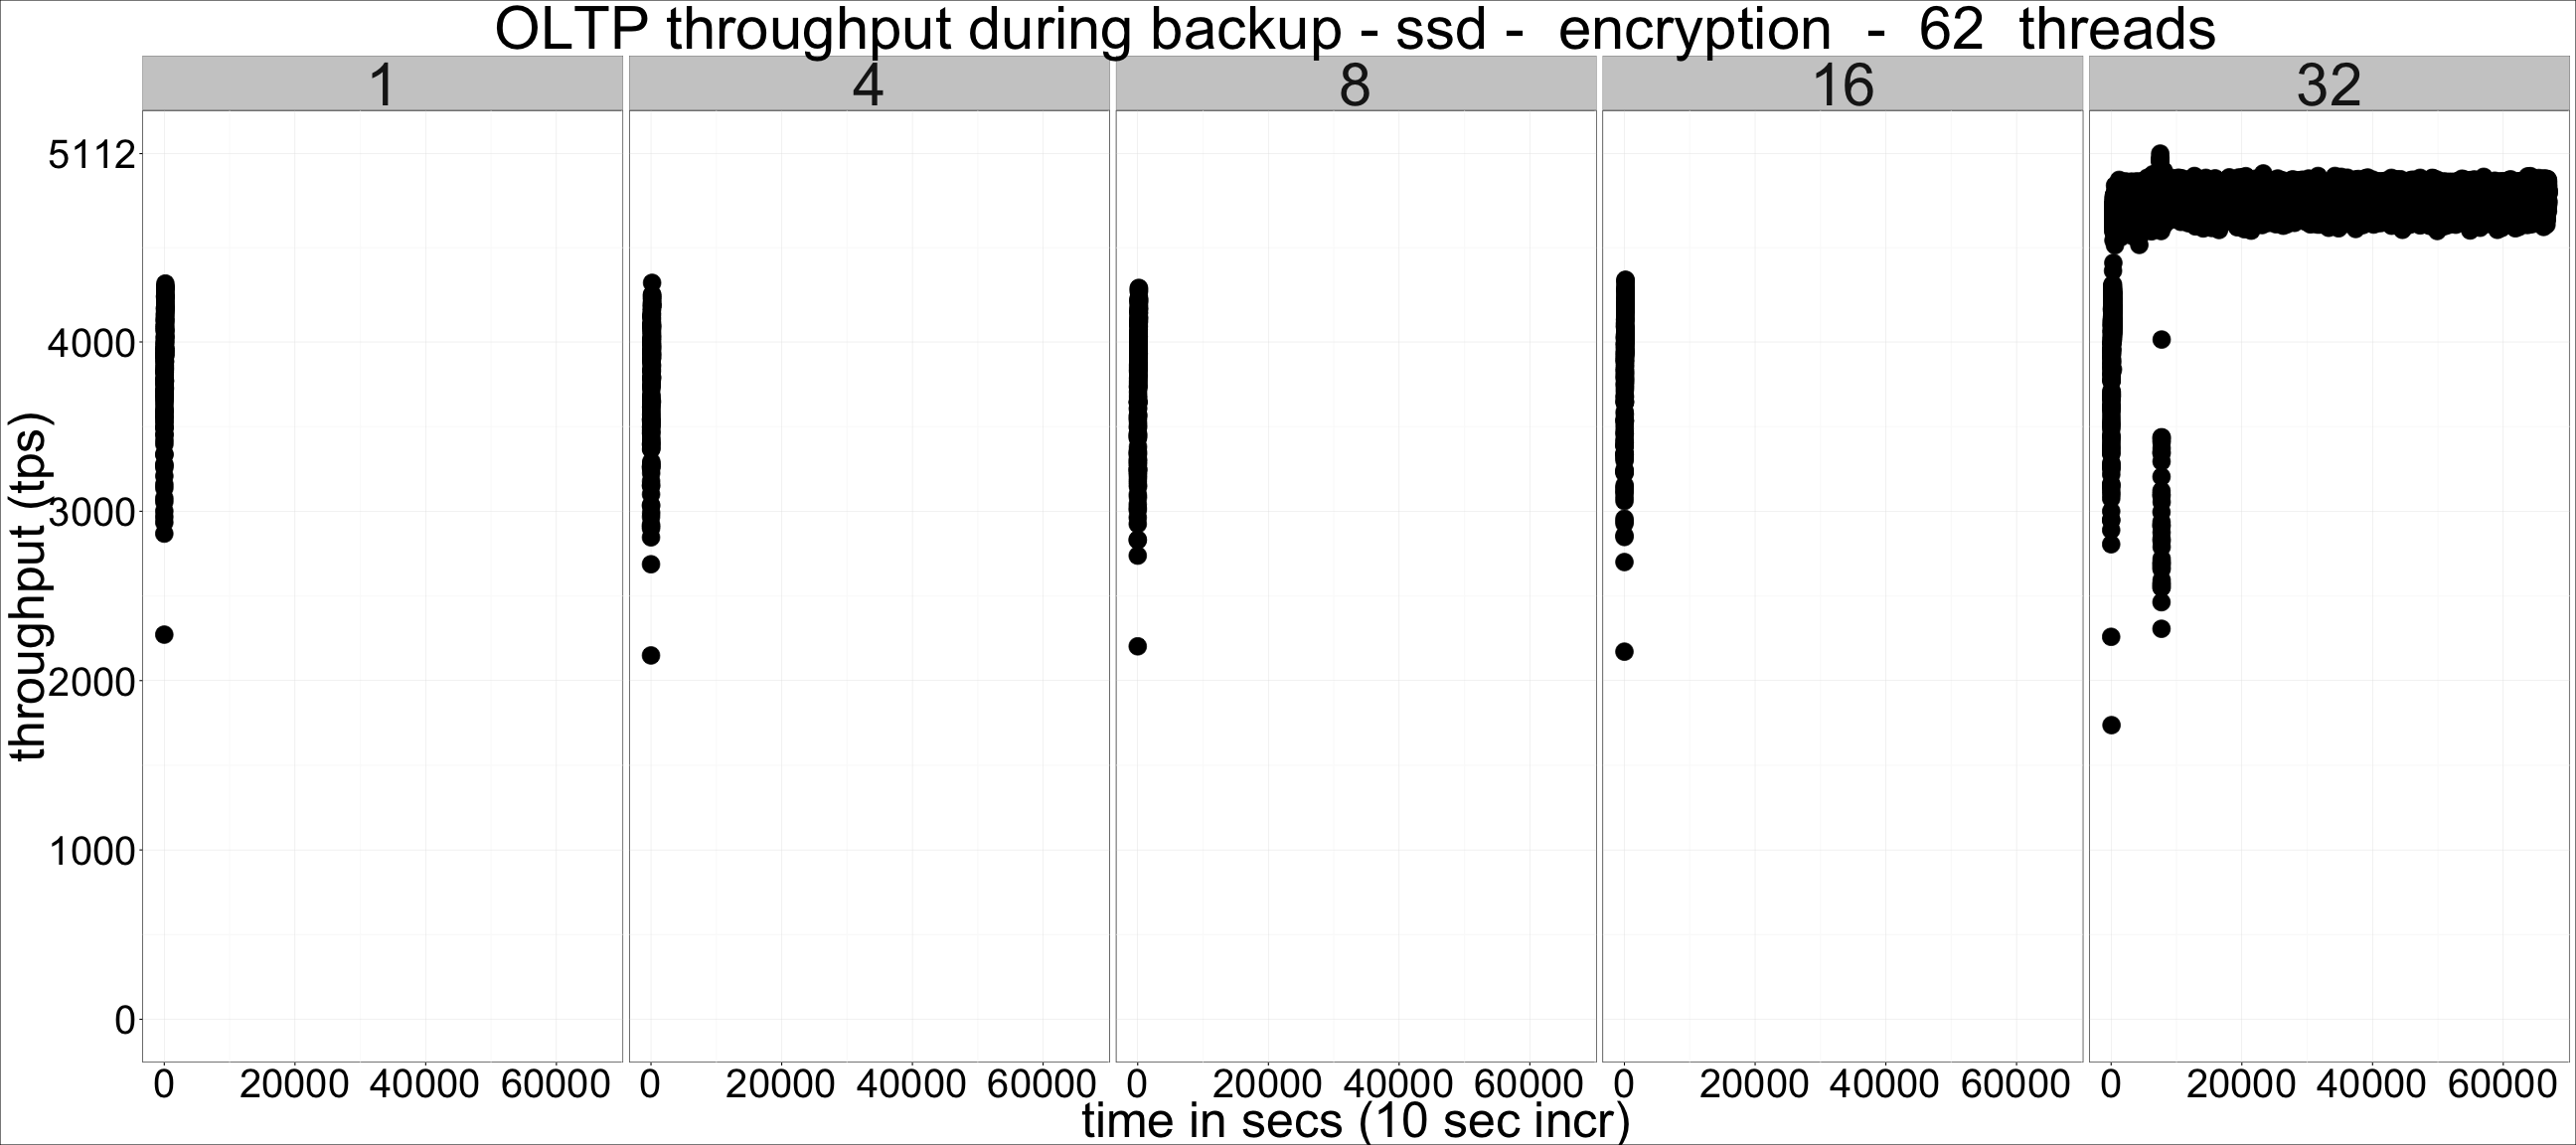 OLTP throughput during backup - ssd - encryption - 62 threads
1 4 8 16 32
throughput (tps)
5112
4000
3000
2000
1000
0
0 20000 40000 60000 0 20000 40000 60000 0 20000 40000 60000 0 20000 40000 60000 0 20000 40000 60000
time in secs (10 sec incr)